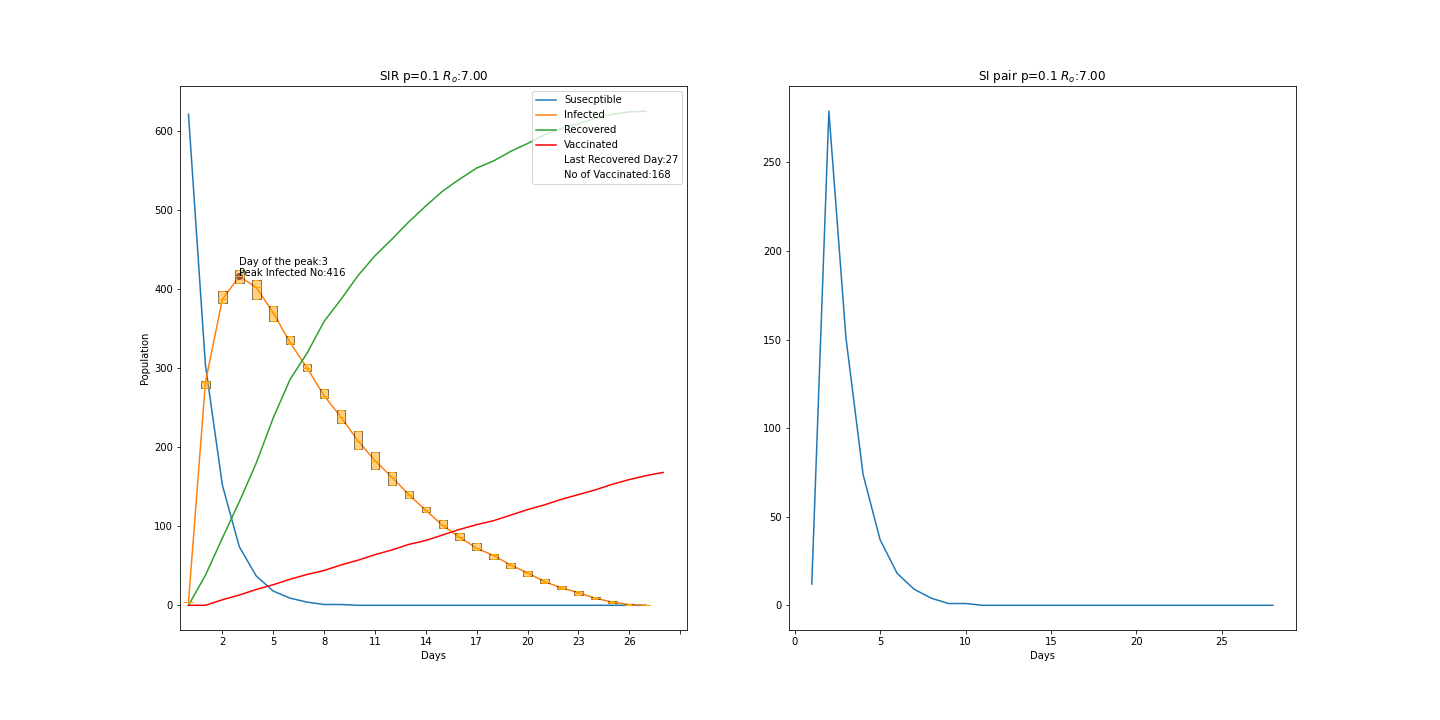 SIR p=0.1 Rₒ:7.00
Susecptible
Infected
Recovered
Vaccinated
Last Recovered Day:27
No of Vaccinated:168
Day of the peak:3
Peak Infected No:416
Population
600
500
400
300
200
100
0
2 5 8 11 14 17 20 23 26
Days
SI pair p=0.1 Rₒ:7.00
250
200
150
100
50
0
0 5 10 15 20 25
Days